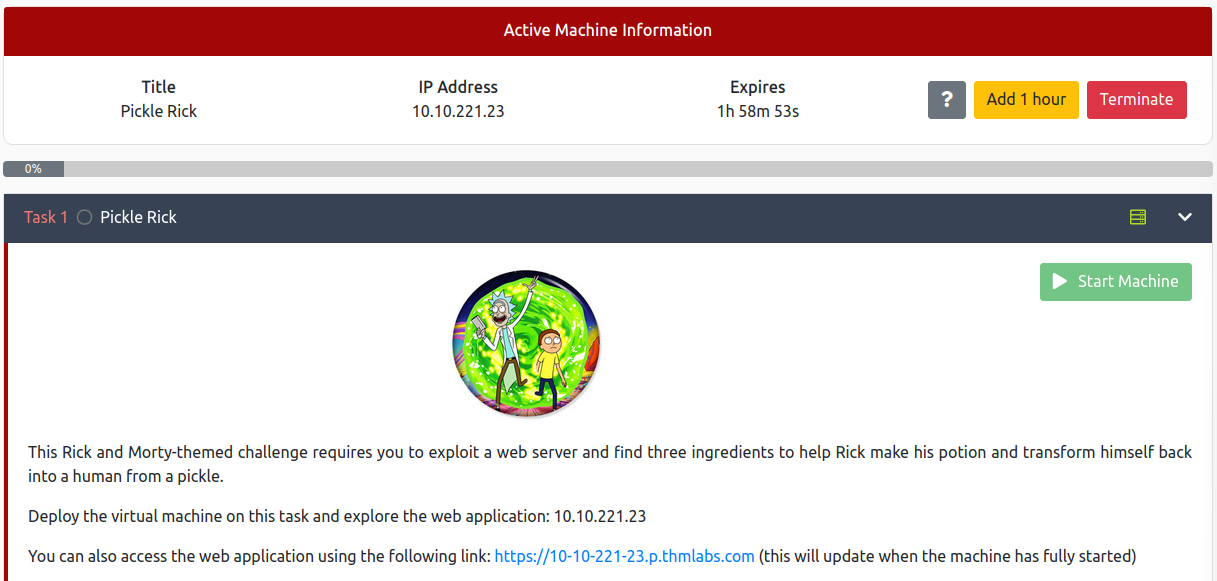 Active Machine Information
Title IP Address Expires
Pickle Rick 10.10.221.23 1h 58m 53s ? Add 1 hour Terminate
0%
Task 1 Pickle Rick
Start Machine
This Rick and Morty-themed challenge requires you to exploit a web server and find three ingredients to help Rick make his potion and transform himself back
into a human from a pickle.
Deploy the virtual machine on this task and explore the web application: 10.10.221.23
You can also access the web application using the following link: https://10-10-221-23.p.thmlabs.com (this will update when the machine has fully started)